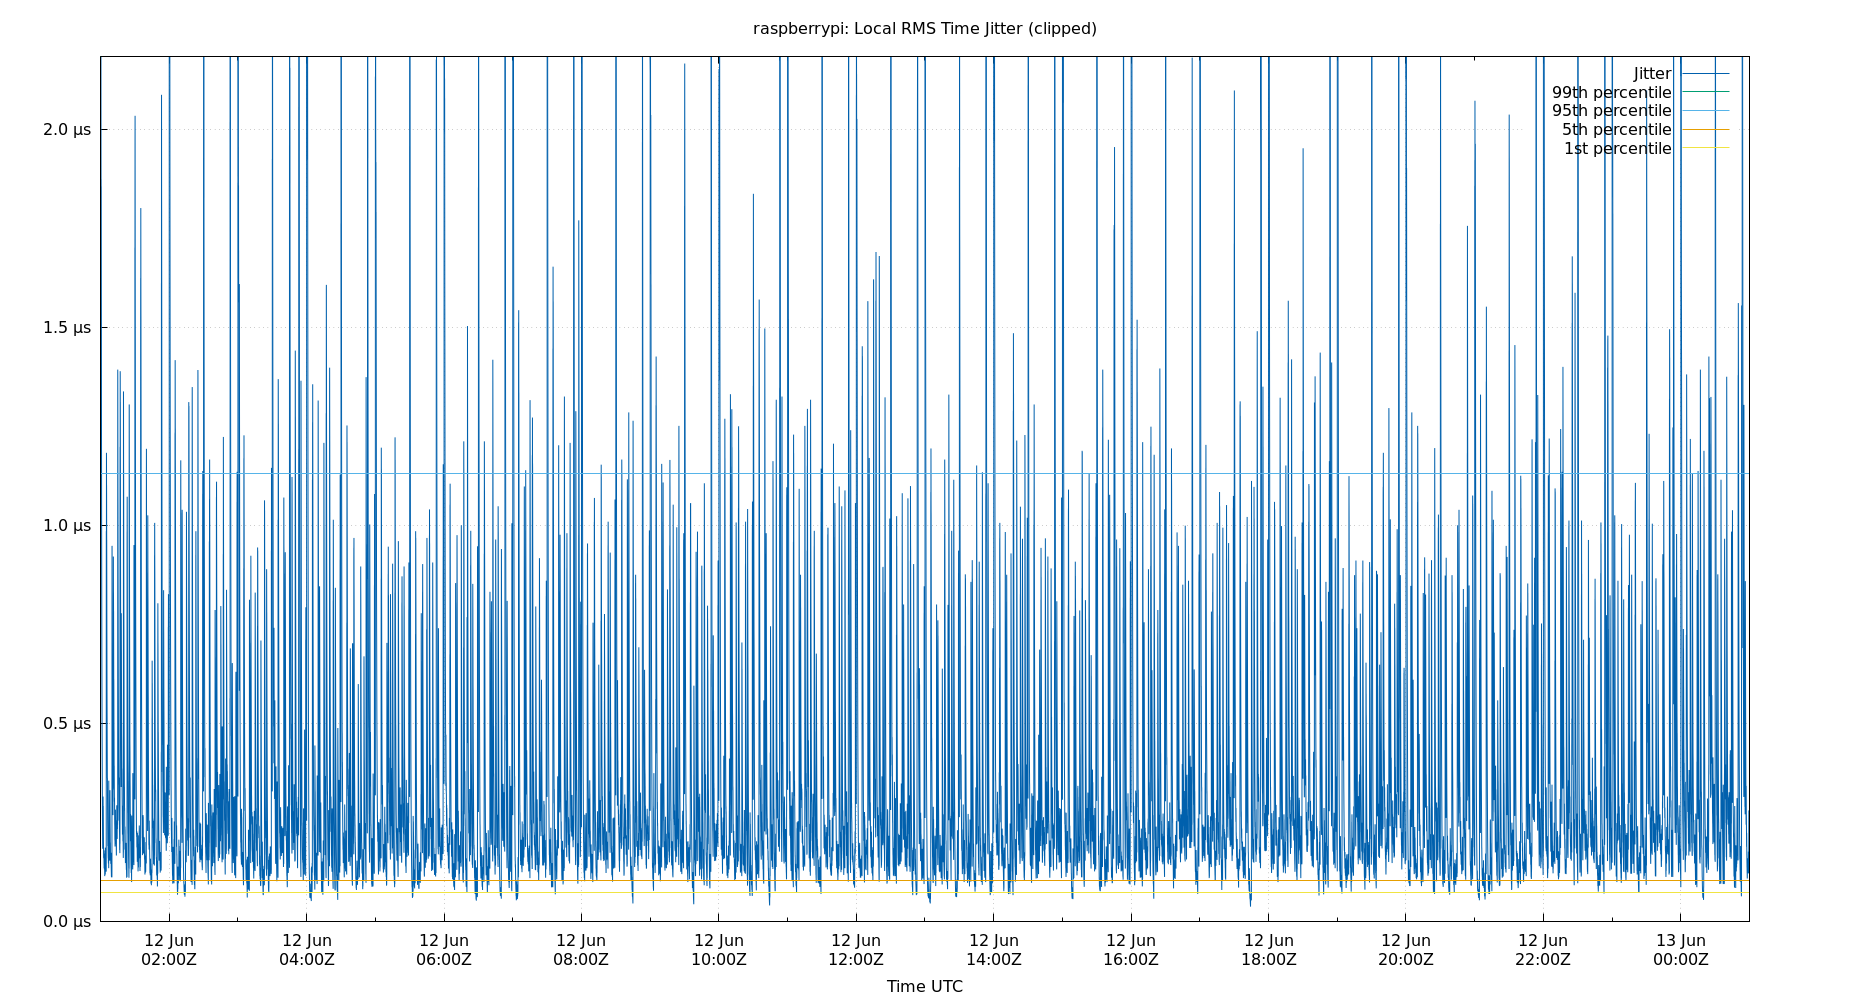 raspberrypi: Local RMS Time Jitter (clipped)
Jitter
99th percentile
95th percentile
5th percentile
1st percentile
2.0 µs
1.5 µs
1.0 µs
0.5 µs
0.0 µs
12 Jun 12 Jun 12 Jun 12 Jun 12 Jun 12 Jun 12 Jun 12 Jun 12 Jun 12 Jun 12 Jun 13 Jun
02:00Z 04:00Z 06:00Z 08:00Z 10:00Z 12:00Z 14:00Z 16:00Z 18:00Z 20:00Z 22:00Z 00:00Z
Time UTC